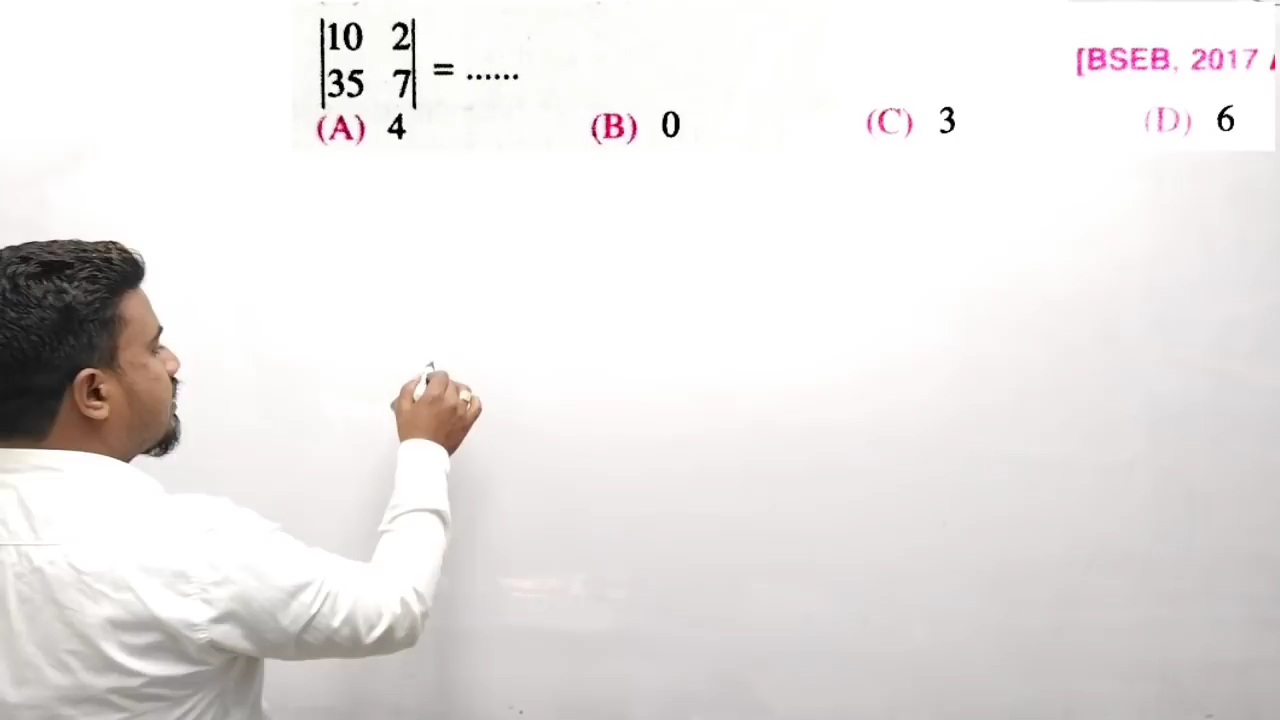 |10 2|
|35 7| = ......
[BSEB, 2017
(A) 4 (B) 0 (C) 3 (D) 6